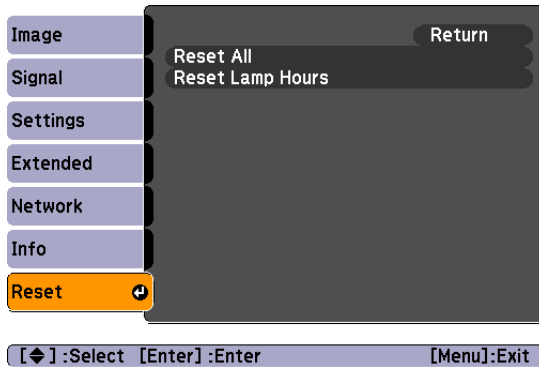 Image
Signal
Settings
Extended
Network
Info
Reset
Return
Reset All
Reset Lamp Hours
[◆] :Select [Enter] :Enter [Menu]:Exit